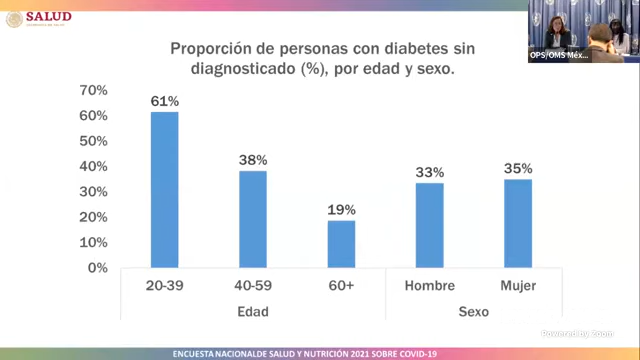 SALUD
Proporción de personas con diabetes sin
diagnosticado (%), por edad y sexo.
OPS/OMS Méx...
70%
60%
50%
40%
30%
20%
10%
0%
61%
38%
19%
33%
35%
20-39
40-59
60+
Hombre
Mujer
Edad
Sexo
Powered by Zoom
ENCUESTA NACIONALDE SALUD Y NUTRICIÓN 2021 SOBRE COVID-19